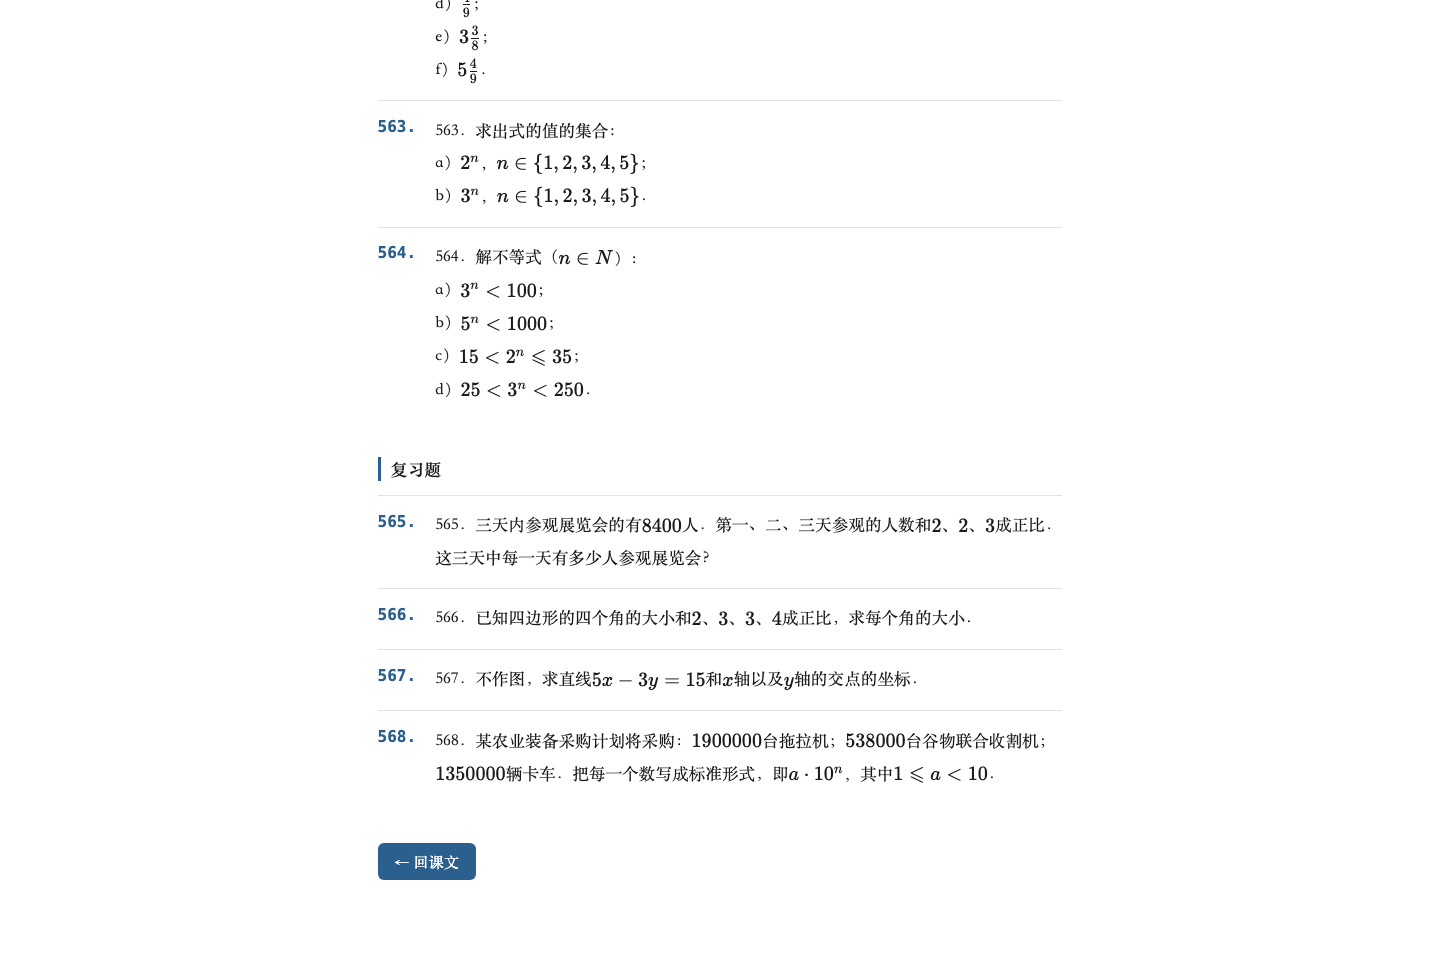 d) 1/9;
e) 3 3/8;
f) 5 4/9.
563. 563. 求出式的值的集合:
a) 2ⁿ, n ∈ {1, 2, 3, 4, 5};
b) 3ⁿ, n ∈ {1, 2, 3, 4, 5}.
564. 564. 解不等式 (n ∈ N) :
a) 3ⁿ < 100;
b) 5ⁿ < 1000;
c) 15 < 2ⁿ ⩽ 35;
d) 25 < 3ⁿ < 250.
复习题
565. 565. 三天内参观展览会的有8400人. 第一、二、三天参观的人数和2、2、3成正比.
这三天中每一天有多少人参观展览会?
566. 566. 已知四边形的四个角的大小和2、3、3、4成正比, 求每个角的大小.
567. 567. 不作图, 求直线5x − 3y = 15和x轴以及y轴的交点的坐标.
568. 568. 某农业装备采购计划将采购: 1900000台拖拉机; 538000台谷物联合收割机;
1350000辆卡车. 把每一个数写成标准形式, 即a · 10ⁿ, 其中1 ⩽ a < 10.
← 回课文